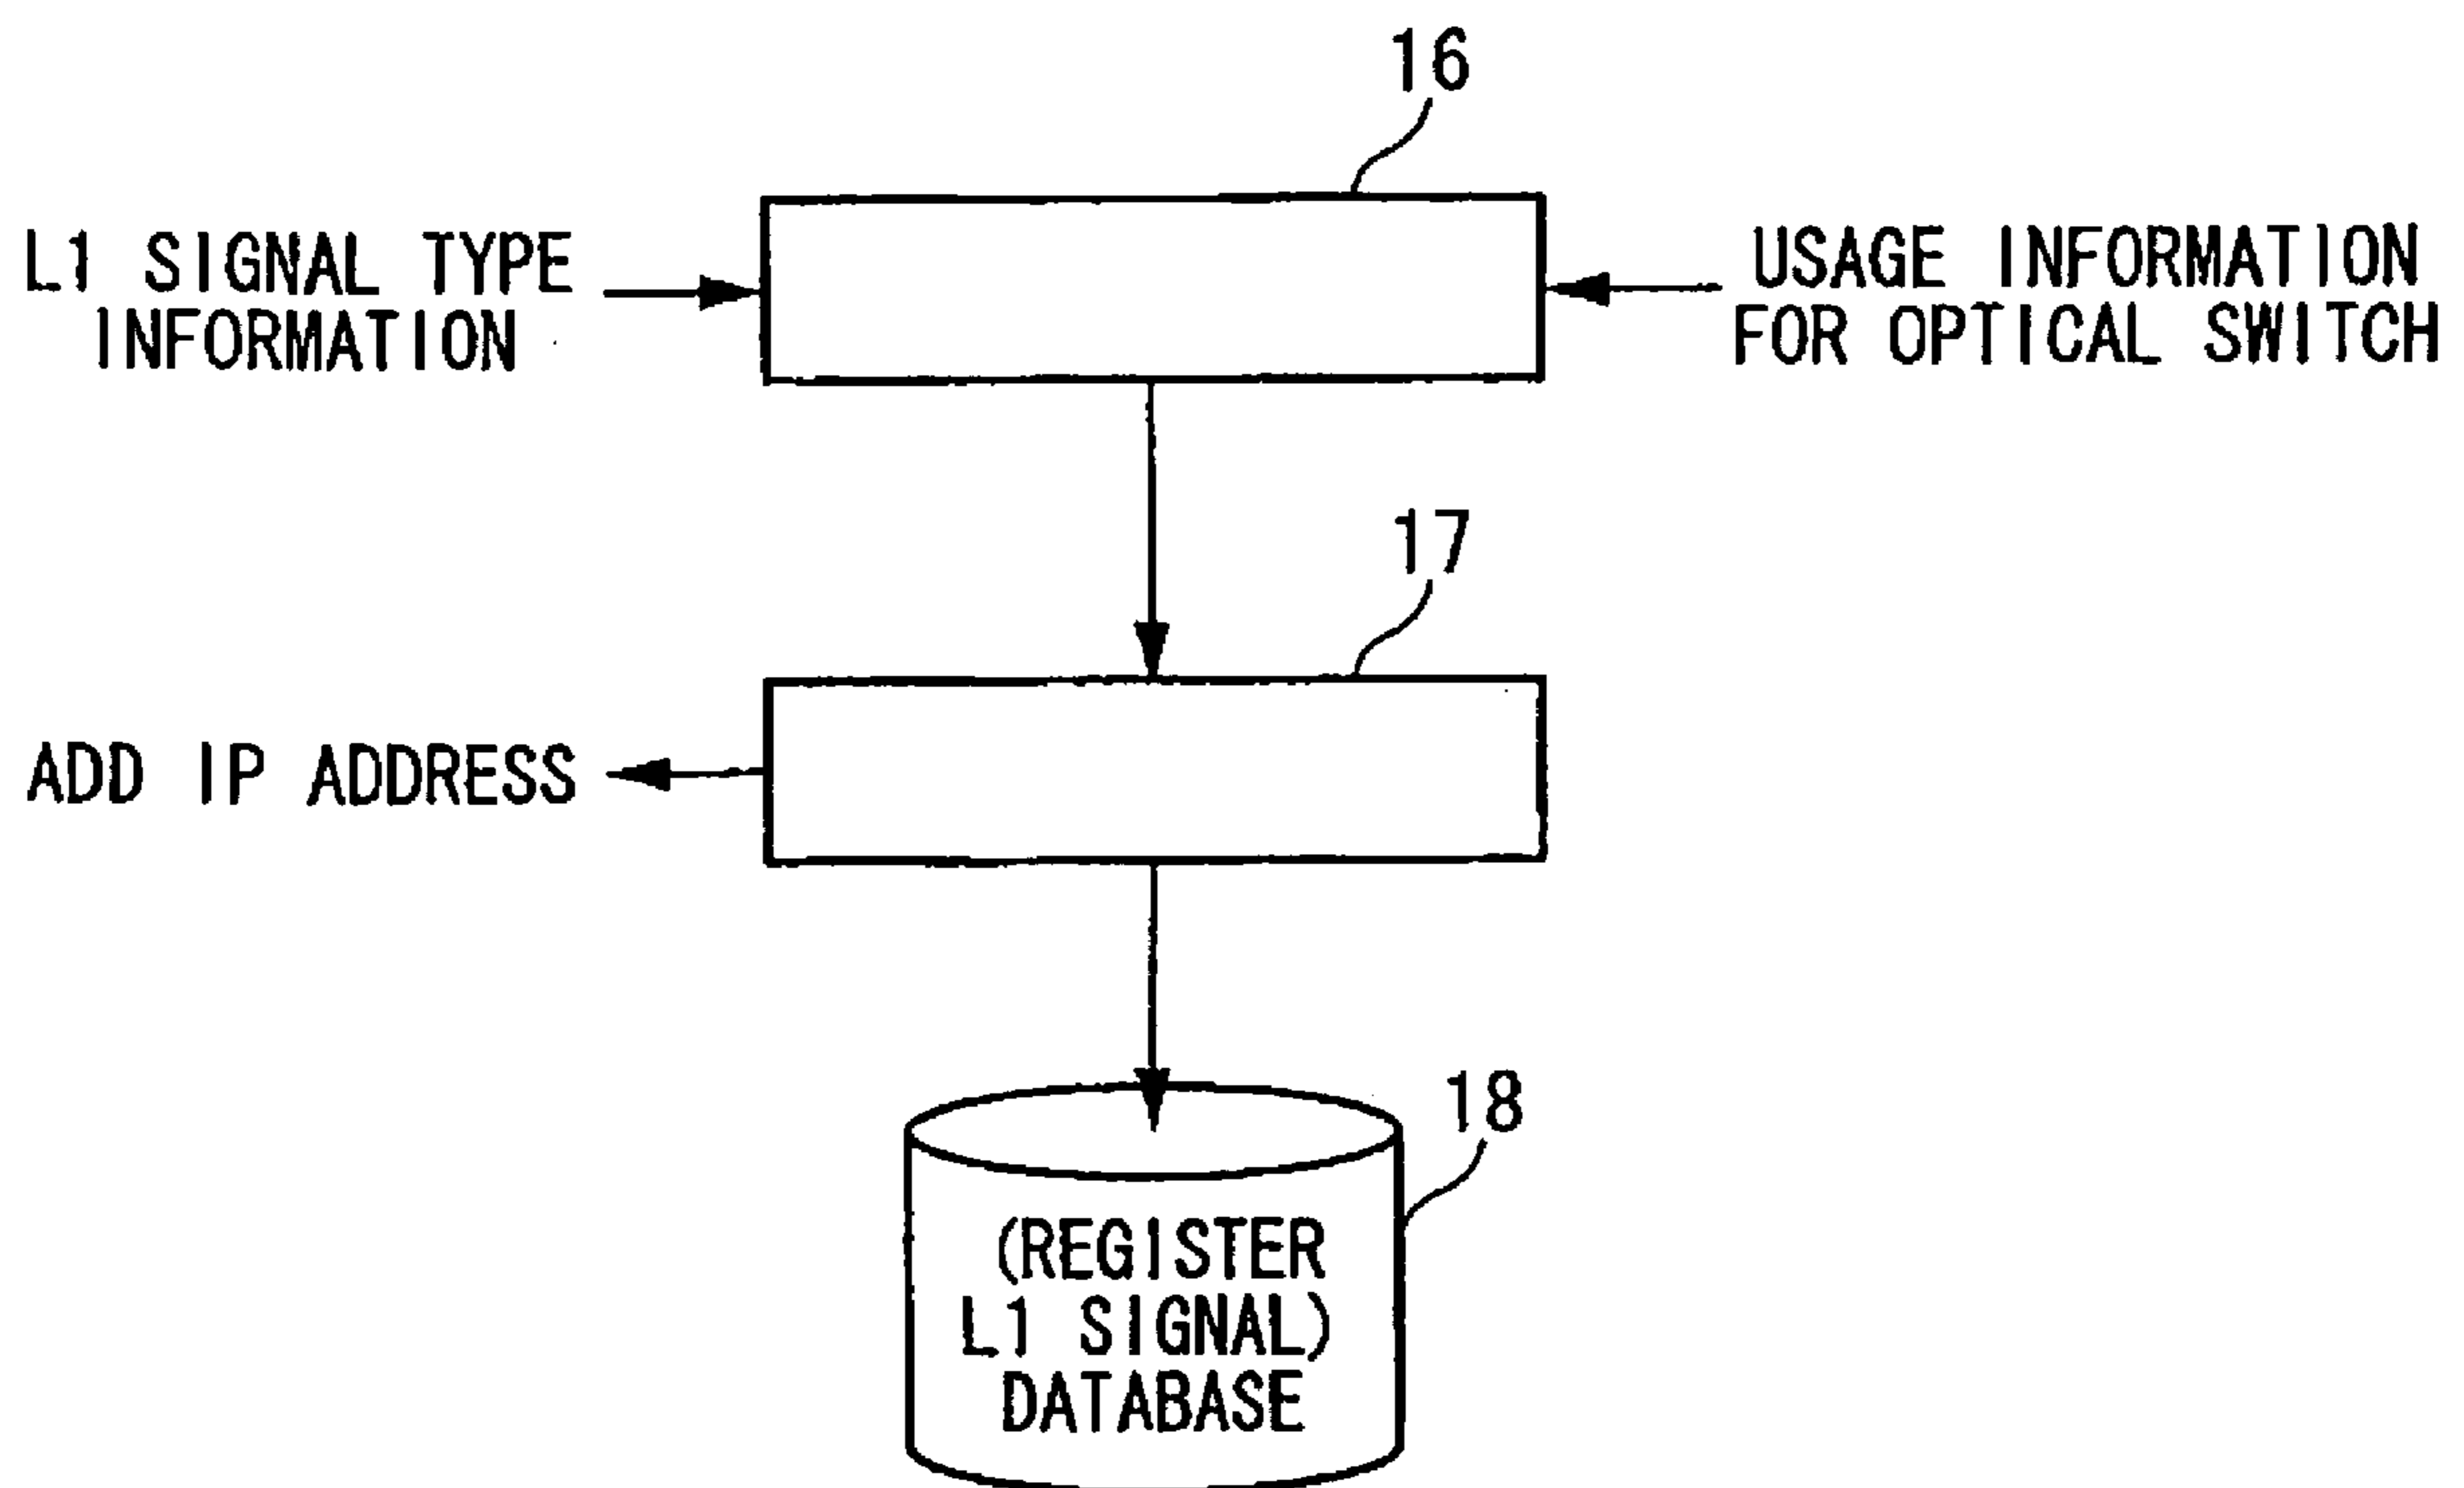 16
L1 SIGNAL TYPE
INFORMATION
USAGE INFORMATION
FOR OPTICAL SWITCH
17
ADD IP ADDRESS
18
(REGISTER
L1 SIGNAL)
DATABASE